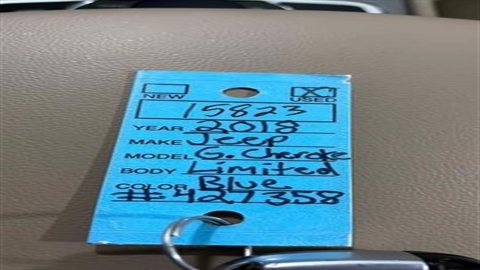 NEW X USED
15823
YEAR 2018
MAKE Jeep
MODEL G. Cherokee
BODY Limited
COLOR Blue
#427358